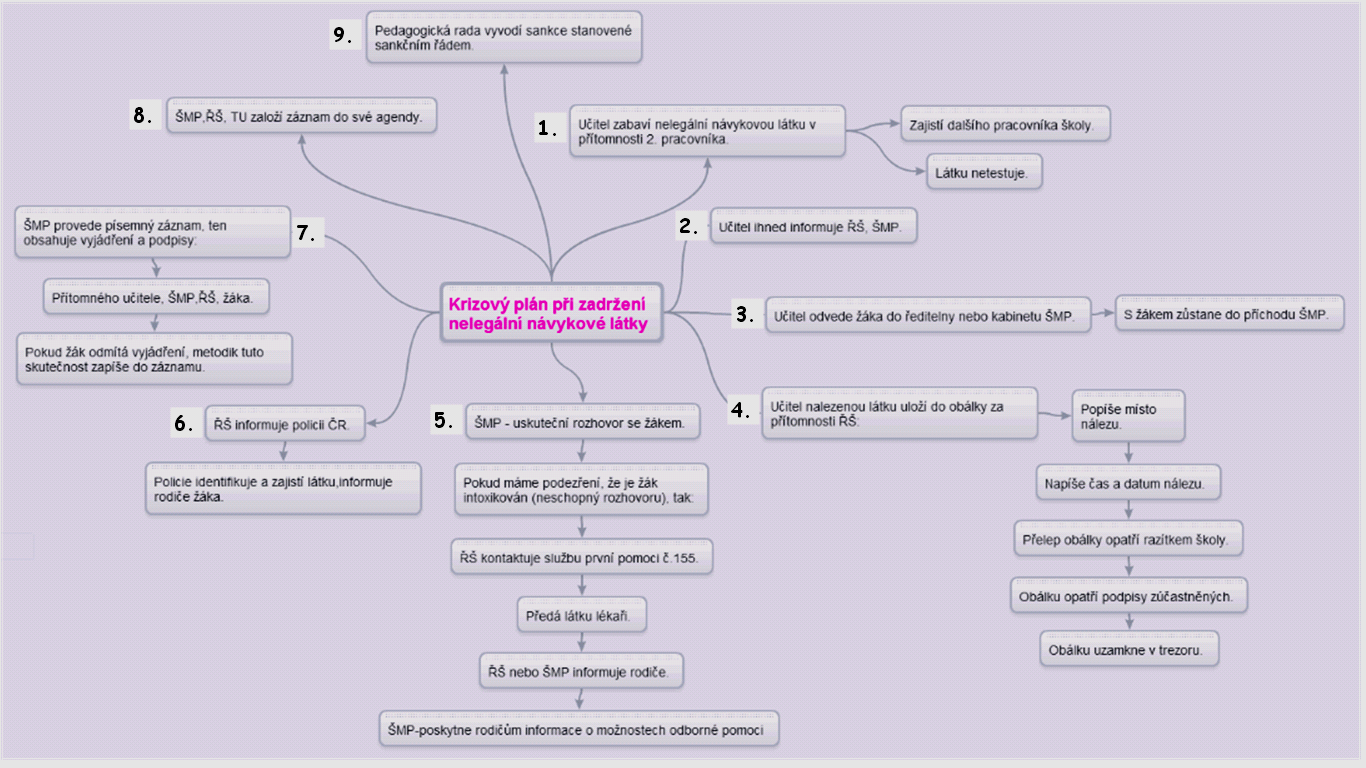 Krizový plán při zadržení
nelegální návykové látky
1.
Učitel zabaví nelegální návykovou látku v
přítomnosti 2. pracovníka.
Zajistí dalšího pracovníka školy.
Látku netestuje.
2.
Učitel ihned informuje ŘŠ, ŠMP.
3.
Učitel odvede žáka do ředitelny nebo kabinetu ŠMP.
S žákem zůstane do příchodu ŠMP.
4.
Učitel nalezenou látku uloží do obálky za
přítomnosti ŘŠ:
Popíše místo
nálezu.
Napíše čas a datum nálezu.
Přelep obálky opatří razítkem školy.
Obálku opatří podpisy zúčastněných.
Obálku uzamkne v trezoru.
5.
ŠMP - uskuteční rozhovor se žákem.
Pokud máme podezření, že je žák
intoxikován (neschopný rozhovoru), tak:
ŘŠ kontaktuje službu první pomoci č.155.
Předá látku lékaři.
ŘŠ nebo ŠMP informuje rodiče.
ŠMP-poskytne rodičům informace o možnostech odborné pomoci
6.
ŘŠ informuje policii ČR.
Policie identifikuje a zajistí látku,informuje
rodiče žáka.
7.
ŠMP provede písemný záznam, ten
obsahuje vyjádření a podpisy:
Přítomného učitele, ŠMP,ŘŠ, žáka.
Pokud žák odmítá vyjádření, metodik tuto
skutečnost zapíše do záznamu.
8.
ŠMP,ŘŠ, TU založí záznam do své agendy.
9.
Pedagogická rada vyvodí sankce stanovené
sankčním řádem.